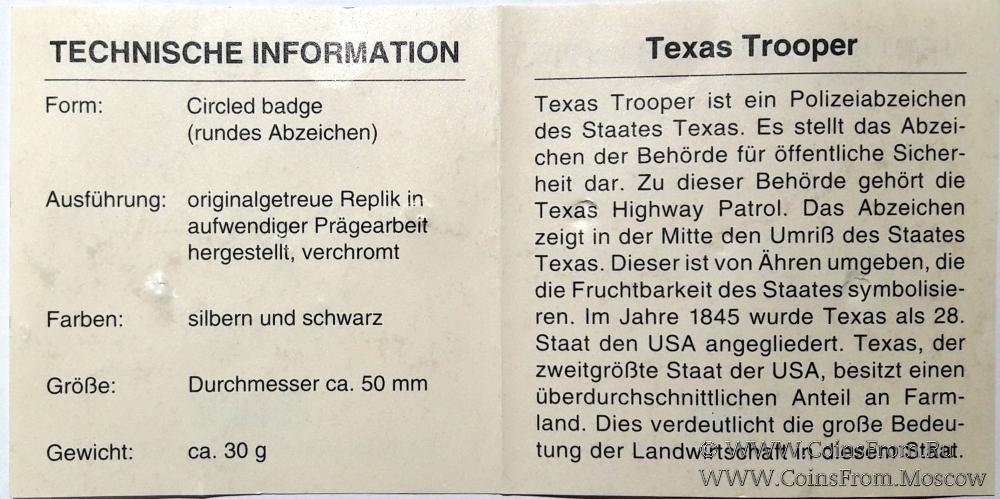 TECHNISCHE INFORMATION
Form: Circled badge
(rundes Abzeichen)
Ausführung: originalgetreue Replik in
aufwendiger Prägearbeit
hergestellt, verchromt
Farben: silbern und schwarz
Größe: Durchmesser ca. 50 mm
Gewicht: ca. 30 g
Texas Trooper
Texas Trooper ist ein Polizeiabzeichen
des Staates Texas. Es stellt das Abzei-
chen der Behörde für öffentliche Sicher-
heit dar. Zu dieser Behörde gehört die
Texas Highway Patrol. Das Abzeichen
zeigt in der Mitte den Umriß des Staates
Texas. Dieser ist von Ähren umgeben, die
die Fruchtbarkeit des Staates symbolisie-
ren. Im Jahre 1845 wurde Texas als 28.
Staat den USA angegliedert. Texas, der
zweitgrößte Staat der USA, besitzt einen
überdurchschnittlichen Anteil an Farm-
land. Dies verdeutlicht die große Bedeu-
tung der Landwirtschaft in diesem Staat.
© WWW.CoinsFrom.Ru
WWW.CoinsFrom.Moscow